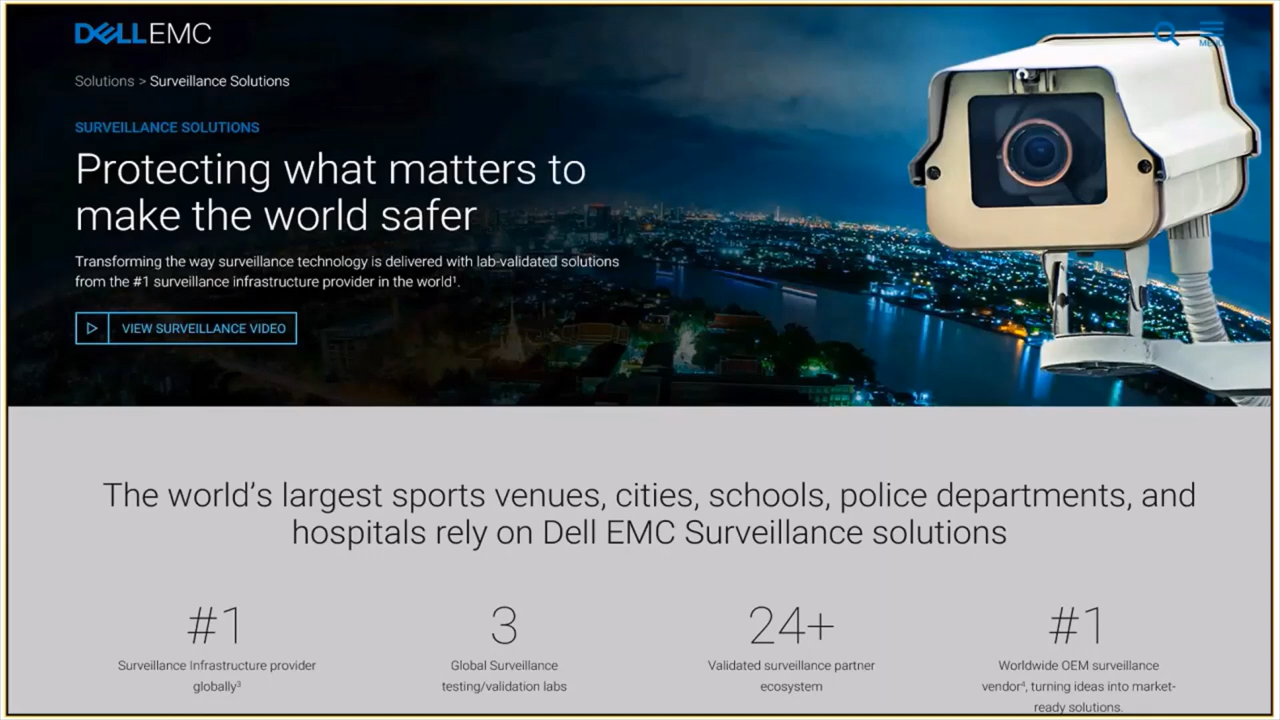 DELLEMC
MENU
Solutions > Surveillance Solutions
SURVEILLANCE SOLUTIONS
Protecting what matters to
make the world safer
Transforming the way surveillance technology is delivered with lab-validated solutions
from the #1 surveillance infrastructure provider in the world¹.
VIEW SURVEILLANCE VIDEO
The world’s largest sports venues, cities, schools, police departments, and
hospitals rely on Dell EMC Surveillance solutions
#1
Surveillance Infrastructure provider
globally³
3
Global Surveillance
testing/validation labs
24+
Validated surveillance partner
ecosystem
#1
Worldwide OEM surveillance
vendor⁴, turning ideas into market-
ready solutions.